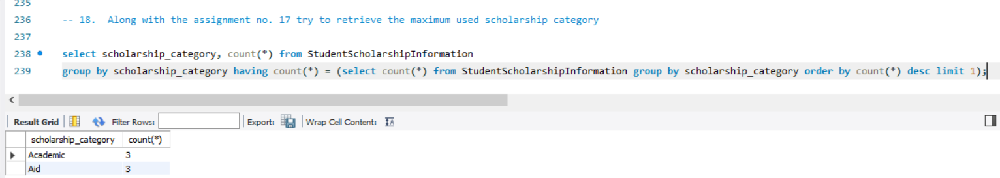 235
236 -- 18. Along with the assignment no. 17 try to retrieve the maximum used scholarship category
237
238 select scholarship_category, count(*) from StudentScholarshipInformation
239 group by scholarship_category having count(*) = (select count(*) from StudentScholarshipInformation group by scholarship_category order by count(*) desc limit 1);
Result Grid Filter Rows: Export: Wrap Cell Content: IA
scholarship_category count(*)
Academic 3
Aid 3